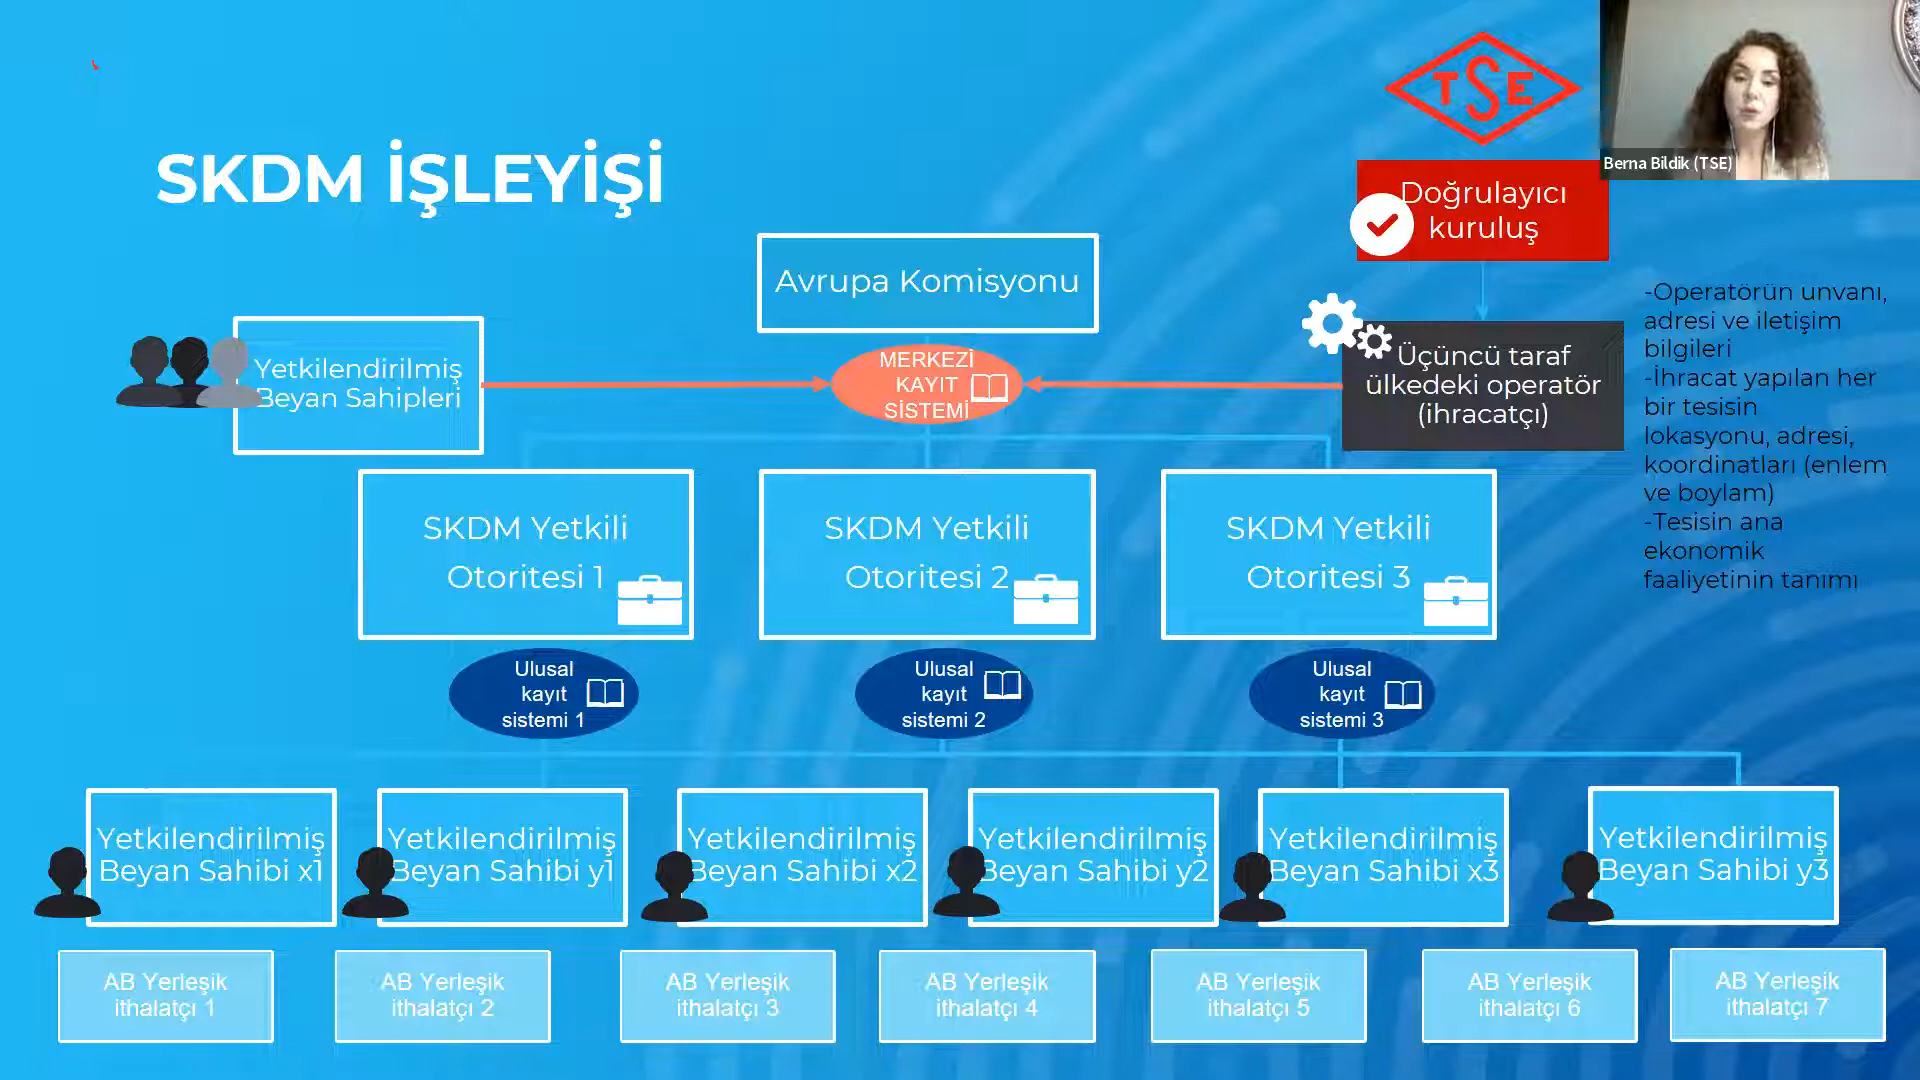 TSE
Berna Bildik (TSE)
SKDM İŞLEYİŞİ
Doğrulayıcı
kuruluş
Avrupa Komisyonu
Yetkilendirilmiş
Beyan Sahipleri
MERKEZİ
KAYIT
SİSTEMİ
Üçüncü taraf
ülkedeki operatör
(ihracatçı)
-Operatörün unvanı,
adresi ve iletişim
bilgileri
-İhracat yapılan her
bir tesisin
lokasyonu, adresi,
koordinatları (enlem
ve boylam)
-Tesisin ana
ekonomik
faaliyetinin tanımı
SKDM Yetkili
Otoritesi 1
SKDM Yetkili
Otoritesi 2
SKDM Yetkili
Otoritesi 3
Ulusal
kayıt
sistemi 1
Ulusal
kayıt
sistemi 2
Ulusal
kayıt
sistemi 3
Yetkilendirilmiş
Beyan Sahibi x1
Yetkilendirilmiş
Beyan Sahibi y1
Yetkilendirilmiş
Beyan Sahibi x2
Yetkilendirilmiş
Beyan Sahibi y2
Yetkilendirilmiş
Beyan Sahibi x3
Yetkilendirilmiş
Beyan Sahibi y3
AB Yerleşik
ithalatçı 1
AB Yerleşik
ithalatçı 2
AB Yerleşik
ithalatçı 3
AB Yerleşik
ithalatçı 4
AB Yerleşik
ithalatçı 5
AB Yerleşik
ithalatçı 6
AB Yerleşik
ithalatçı 7